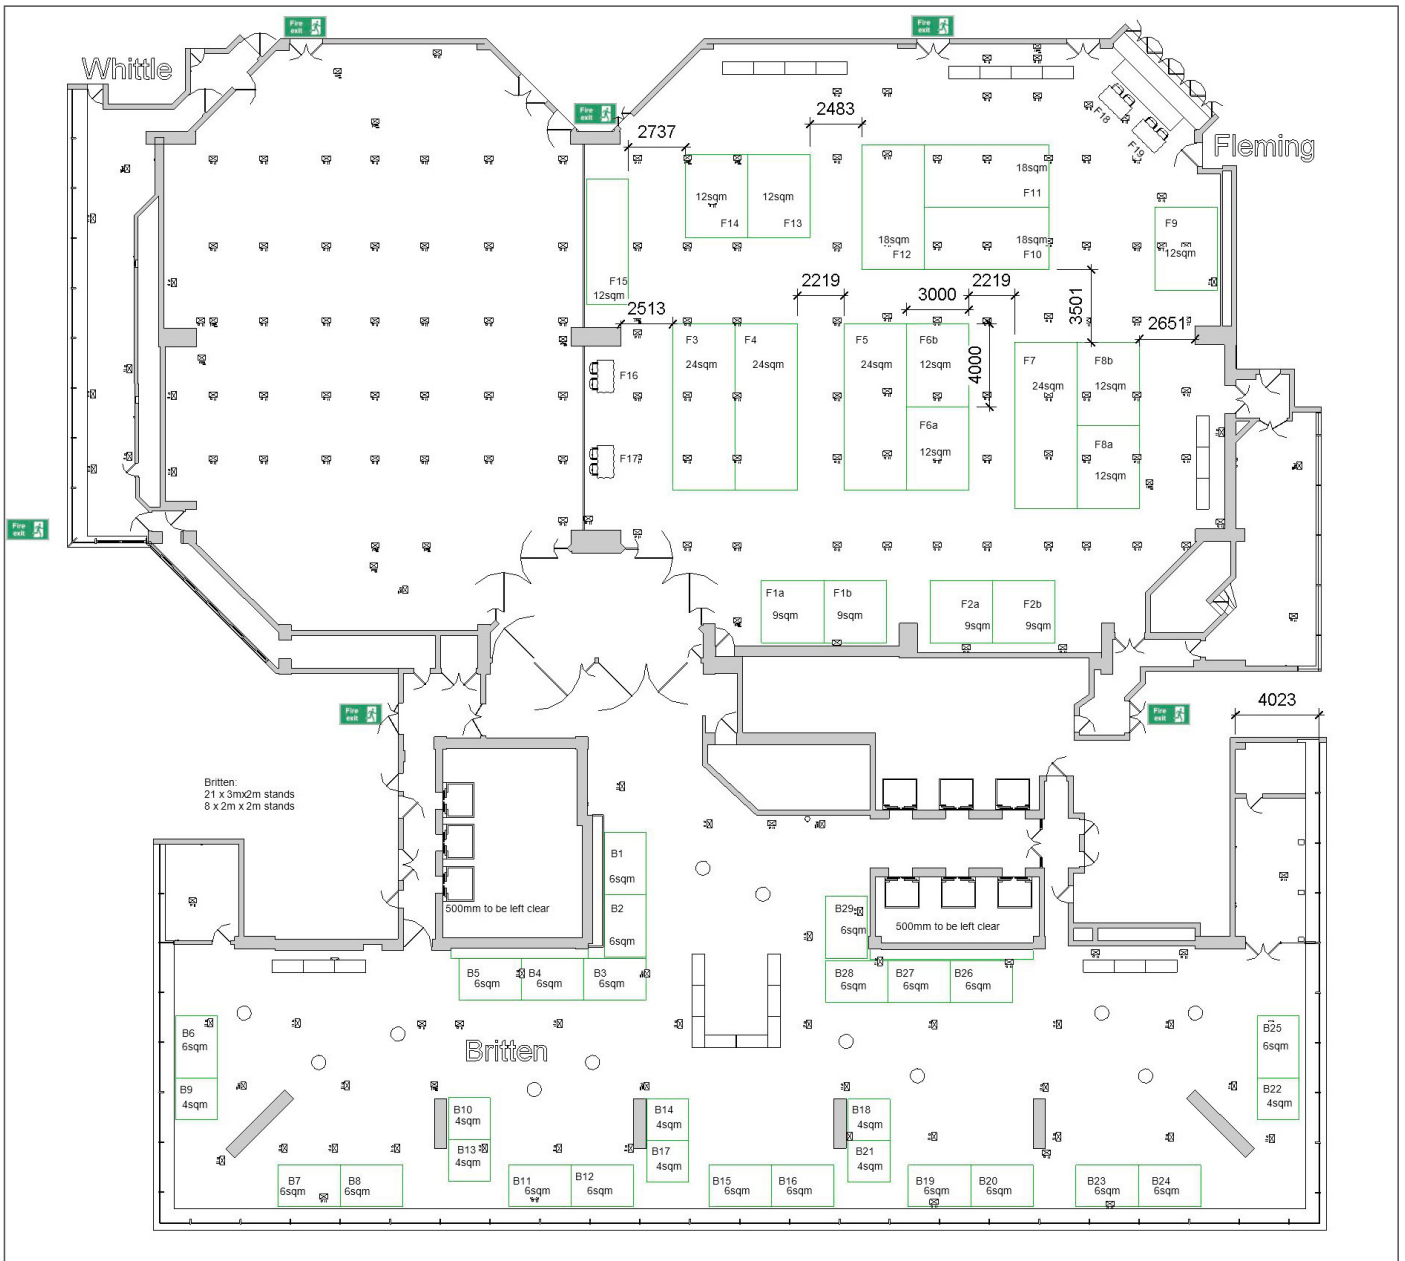 Fire
exit
Fire
exit
Whittle
Fire
exit
2483
2737
F18
F19
Fleming
18sqm
F11
12sqm
F14
12sqm
F13
18sqm
F12
18sqm
F10
F9
12sqm
F15
12sqm
2219
3000
2219
3501
2513
2651
F3
24sqm
F4
24sqm
F5
24sqm
F6b
12sqm
4000
F7
24sqm
F8b
12sqm
F16
F6a
12sqm
F8a
12sqm
F17
Fire
exit
F1a
9sqm
F1b
9sqm
F2a
9sqm
F2b
9sqm
Fire
exit
Fire
exit
4023
Britten:
21 x 3mx2m stands
8 x 2m x 2m stands
B1
6sqm
B2
6sqm
500mm to be left clear
B29
6sqm
500mm to be left clear
B5
6sqm
B4
6sqm
B3
6sqm
B28
6sqm
B27
6sqm
B26
6sqm
B6
6sqm
Britten
B25
6sqm
B9
4sqm
B22
4sqm
B10
4sqm
B14
4sqm
B18
4sqm
B13
4sqm
B17
4sqm
B21
4sqm
B7
6sqm
B8
6sqm
B11
6sqm
B12
6sqm
B15
6sqm
B16
6sqm
B19
6sqm
B20
6sqm
B23
6sqm
B24
6sqm